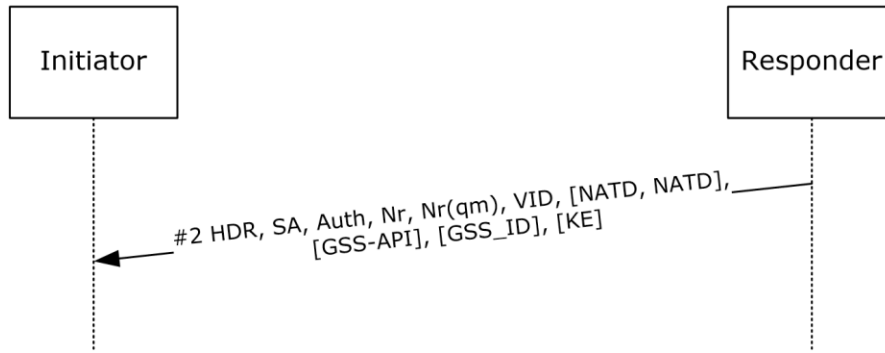 Initiator
Responder
#2 HDR, SA, Auth, Nr, Nr(qm), VID, [NATD, NATD],
[GSS-API], [GSS_ID], [KE]